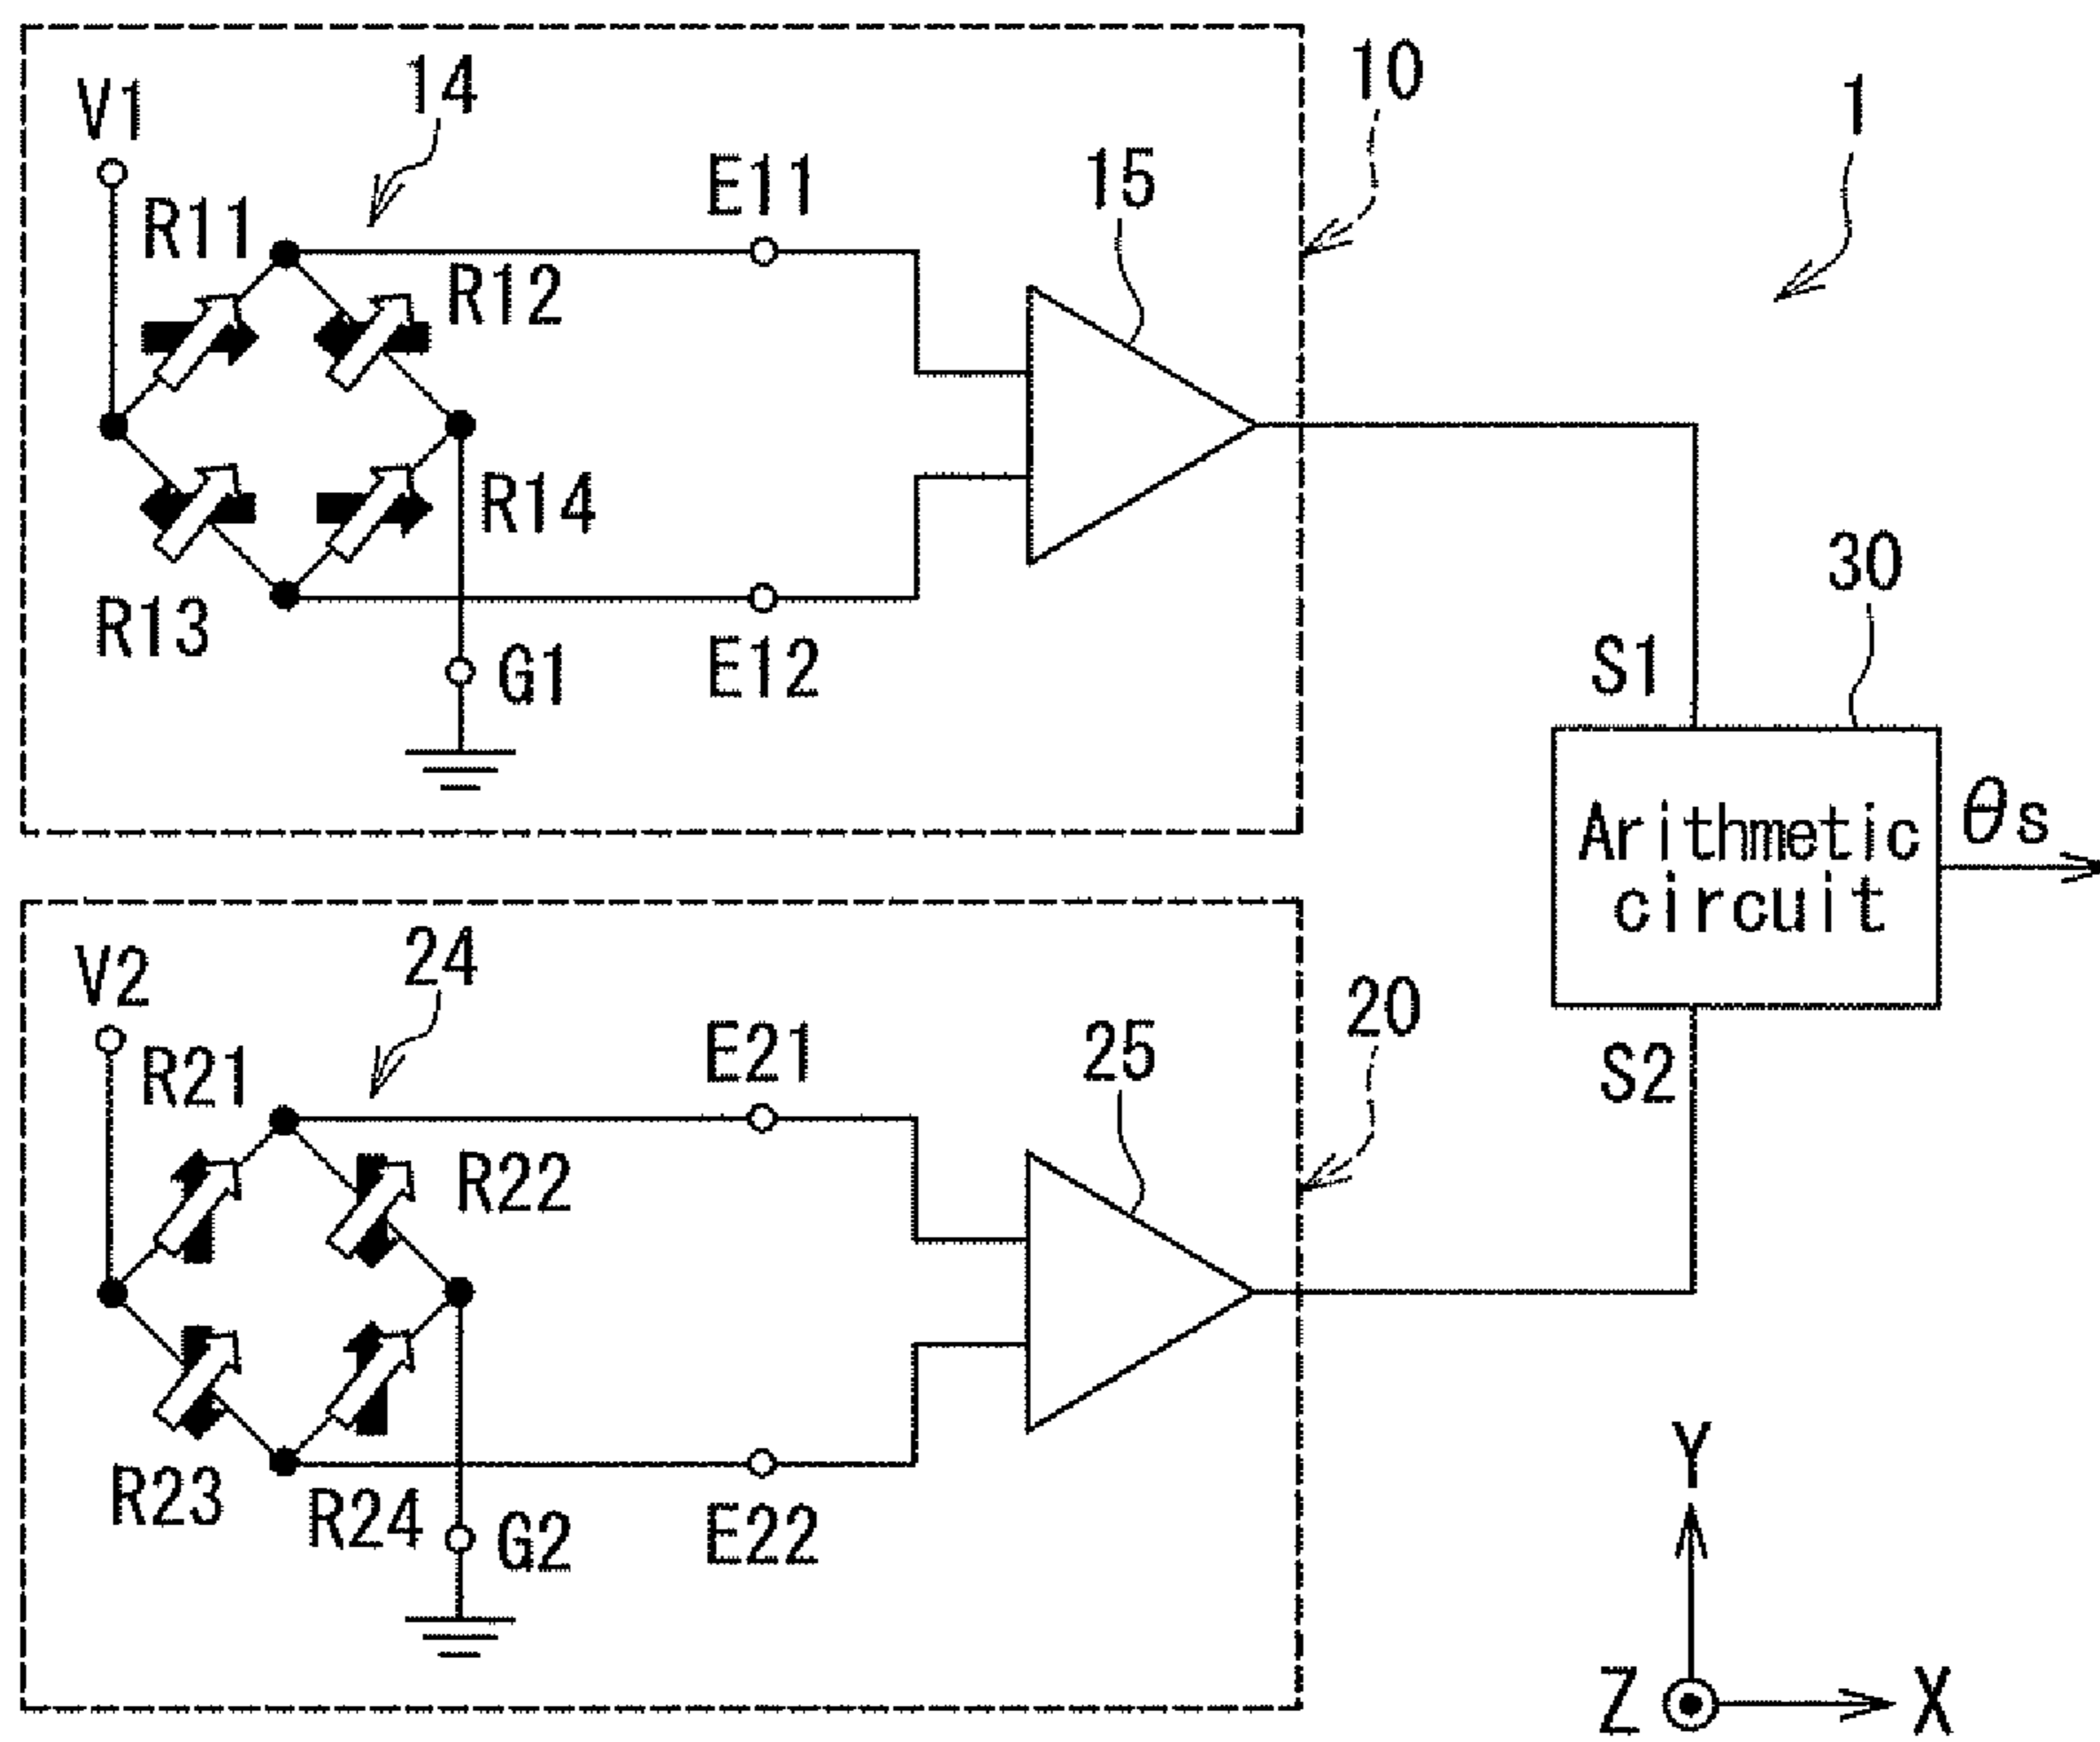 V1
14
10
1
R11
E11
15
R12
R14
R13
G1
E12
S1
30
Arithmetic
circuit
θs
V2
24
20
R21
E21
25
S2
R22
R23
R24
G2
E22
Y
Z
X